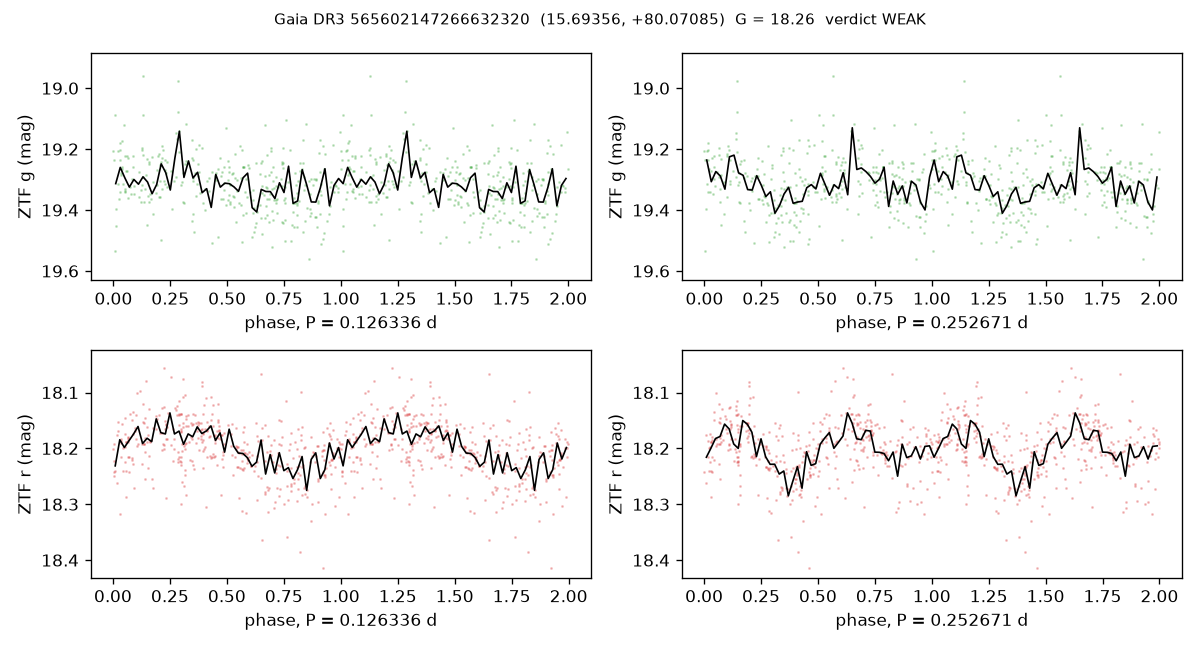 Gaia DR3 565602147266632320  (15.69356, +80.07085)  G = 18.26  verdict WEAK
ZTF g (mag)
19.0
19.2
19.4
19.6
0.00 0.25 0.50 0.75 1.00 1.25 1.50 1.75 2.00
phase, P = 0.126336 d
ZTF g (mag)
19.0
19.2
19.4
19.6
0.00 0.25 0.50 0.75 1.00 1.25 1.50 1.75 2.00
phase, P = 0.252671 d
ZTF r (mag)
18.1
18.2
18.3
18.4
0.00 0.25 0.50 0.75 1.00 1.25 1.50 1.75 2.00
phase, P = 0.126336 d
ZTF r (mag)
18.1
18.2
18.3
18.4
0.00 0.25 0.50 0.75 1.00 1.25 1.50 1.75 2.00
phase, P = 0.252671 d